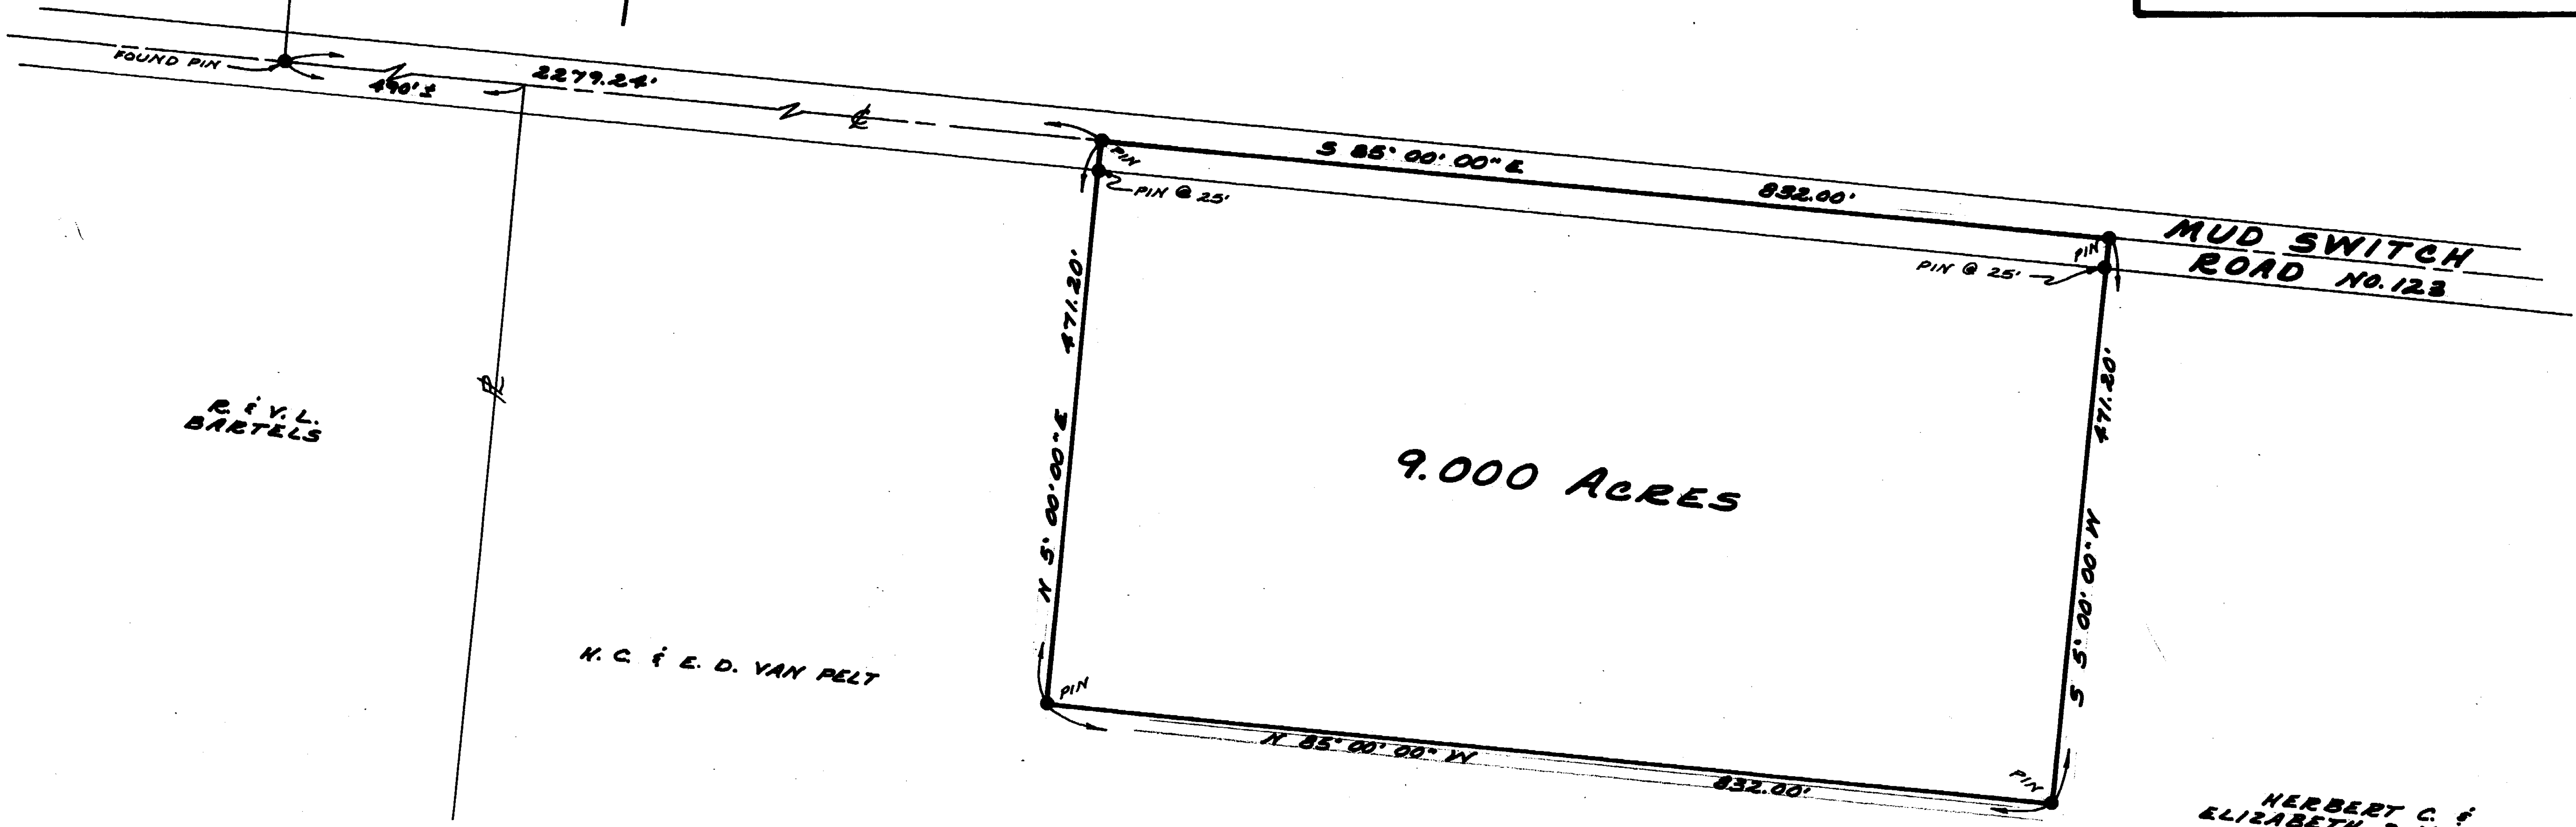 FOUND PIN
490'±
2279.24'
℄
PIN
PIN @ 25'
S 85° 00' 00" E
832.00'
PIN
PIN @ 25'
MUD SWITCH
ROAD NO. 123
471.20'
N 5° 00' 00" E
471.20'
S 5° 00' 00" W
R. & V. L.
BARTELS
9.000 ACRES
H. C. & E. D. VAN PELT
PIN
N 85° 00' 00" W
832.00'
PIN
HERBERT C. &
ELIZABETH